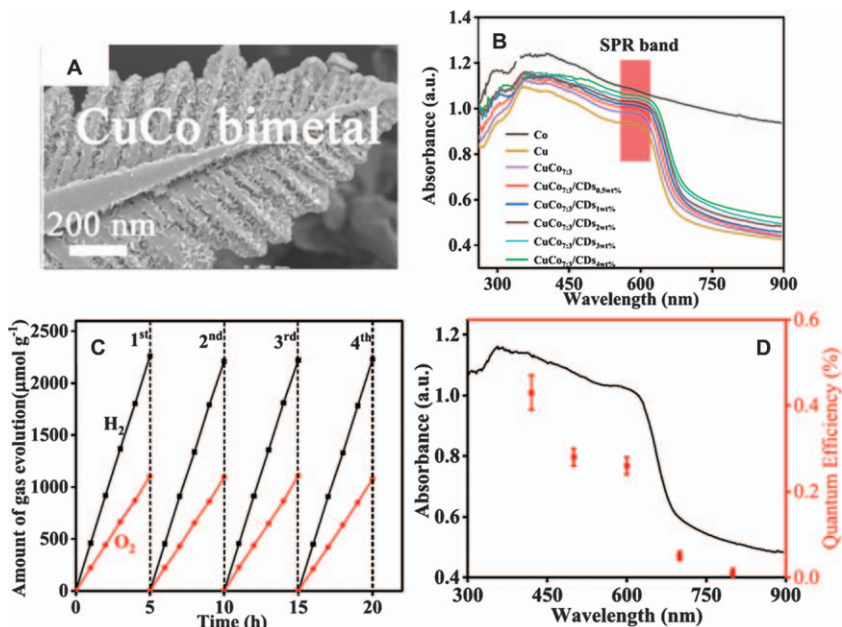 A
CuCo bimetal
200 nm
B
SPR band
Absorbance (a.u.)
1.4
1.2
1.0
0.8
0.6
0.4
Co
Cu
CuCo7:3
CuCo7:3/CDs0.5wt%
CuCo7:3/CDs1wt%
CuCo7:3/CDs2wt%
CuCo7:3/CDs3wt%
CuCo7:3/CDs4wt%
300 450 600 750 900
Wavelength (nm)
C
Amount of gas evolution(μmol g-1)
2500
2000
1500
1000
500
0
1st 2nd 3rd 4th
H2
O2
0 5 10 15 20
Time (h)
D
Absorbance (a.u.)
1.2
1.0
0.8
0.6
0.4
Quantum Efficiency (%)
0.6
0.4
0.2
0.0
300 450 600 750 900
Wavelength (nm)